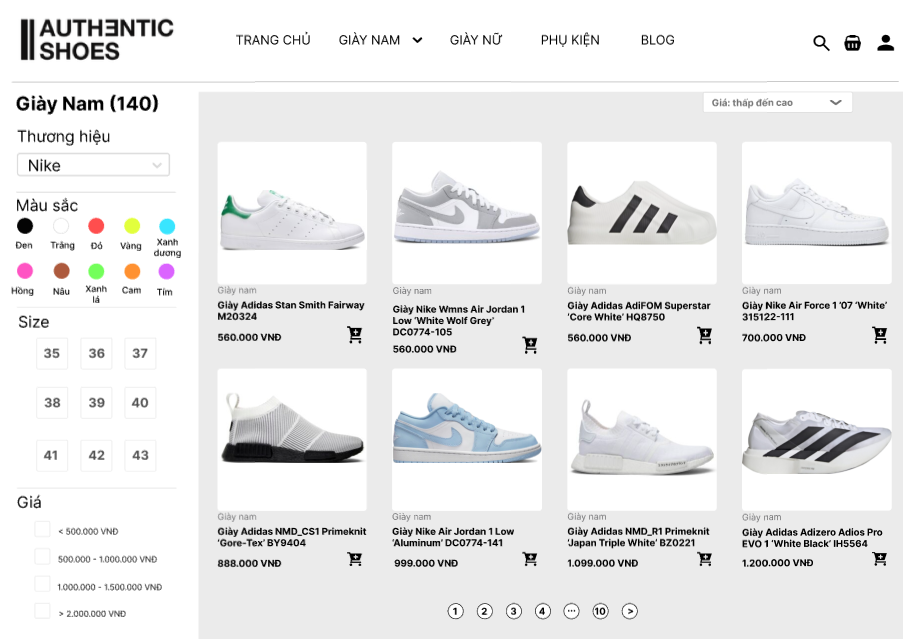 AUTHƎNTIC
SHOES
TRANG CHỦ
GIÀY NAM
GIÀY NỮ
PHỤ KIỆN
BLOG
Giày Nam (140)
Thương hiệu
Nike
Màu sắc
Đen
Trắng
Đỏ
Vàng
Xanh
dương
Hồng
Nâu
Xanh
lá
Cam
Tím
Size
35 36 37
38 39 40
41 42 43
Giá
< 500.000 VNĐ
500.000 - 1.000.000 VNĐ
1.000.000 - 1.500.000 VNĐ
> 2.000.000 VNĐ
Giá: thấp đến cao
Giày nam
Giày Adidas Stan Smith Fairway
M20324
560.000 VNĐ
Giày nam
Giày Nike Wmns Air Jordan 1
Low ‘White Wolf Grey’
DC0774-105
560.000 VNĐ
Giày nam
Giày Adidas AdiFOM Superstar
‘Core White’ HQ8750
560.000 VNĐ
Giày nam
Giày Nike Air Force 1 ’07 ‘White’
315122-111
700.000 VNĐ
Giày nam
Giày Adidas NMD_CS1 Primeknit
‘Gore-Tex’ BY9404
888.000 VNĐ
Giày nam
Giày Nike Air Jordan 1 Low
‘Aluminum’ DC0774-141
999.000 VNĐ
Giày nam
Giày Adidas NMD_R1 Primeknit
‘Japan Triple White’ BZ0221
1.099.000 VNĐ
Giày nam
Giày Adidas Adizero Adios Pro
EVO 1 ‘White Black’ IH5564
1.200.000 VNĐ
1 2 3 4 ... 10 >